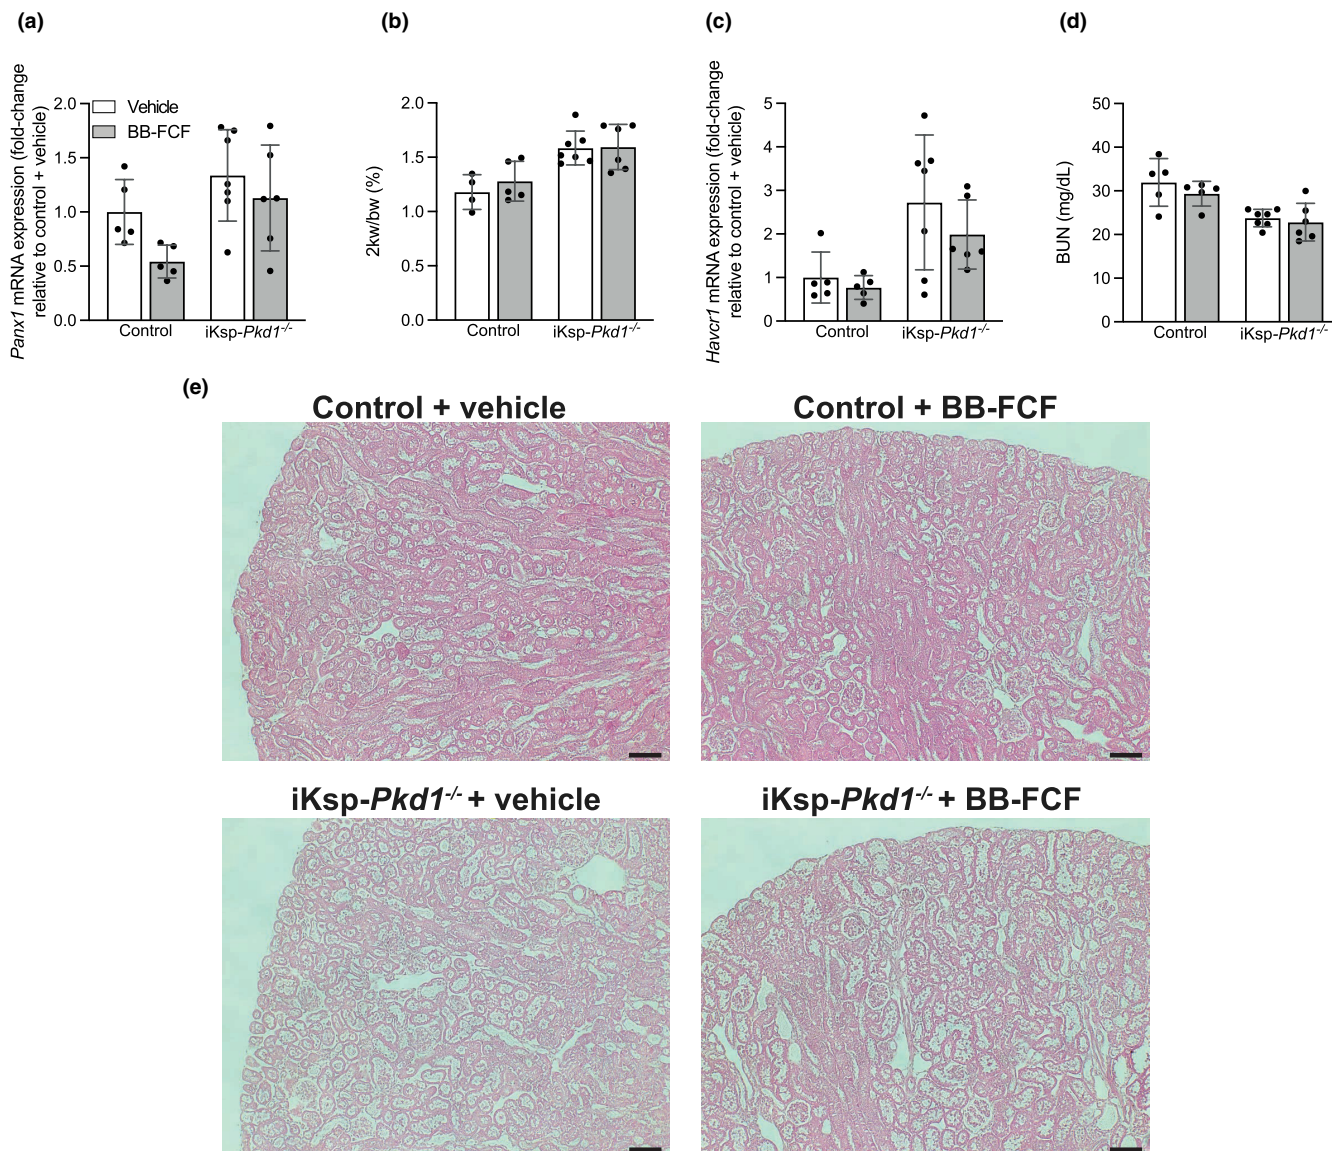 (a)
Panx1 mRNA expression (fold-change
relative to control + vehicle)
2.0
1.5
1.0
0.5
0.0
Vehicle
BB-FCF
Control
iKsp-Pkd1-/-
(b)
2kw/bw (%)
2.0
1.5
1.0
0.5
0.0
Control
iKsp-Pkd1-/-
(c)
Havcr1 mRNA expression (fold-change
relative to control + vehicle)
5
4
3
2
1
0
Control
iKsp-Pkd1-/-
(d)
BUN (mg/dL)
50
40
30
20
10
0
Control
iKsp-Pkd1-/-
(e)
Control + vehicle
Control + BB-FCF
iKsp-Pkd1-/- + vehicle
iKsp-Pkd1-/- + BB-FCF